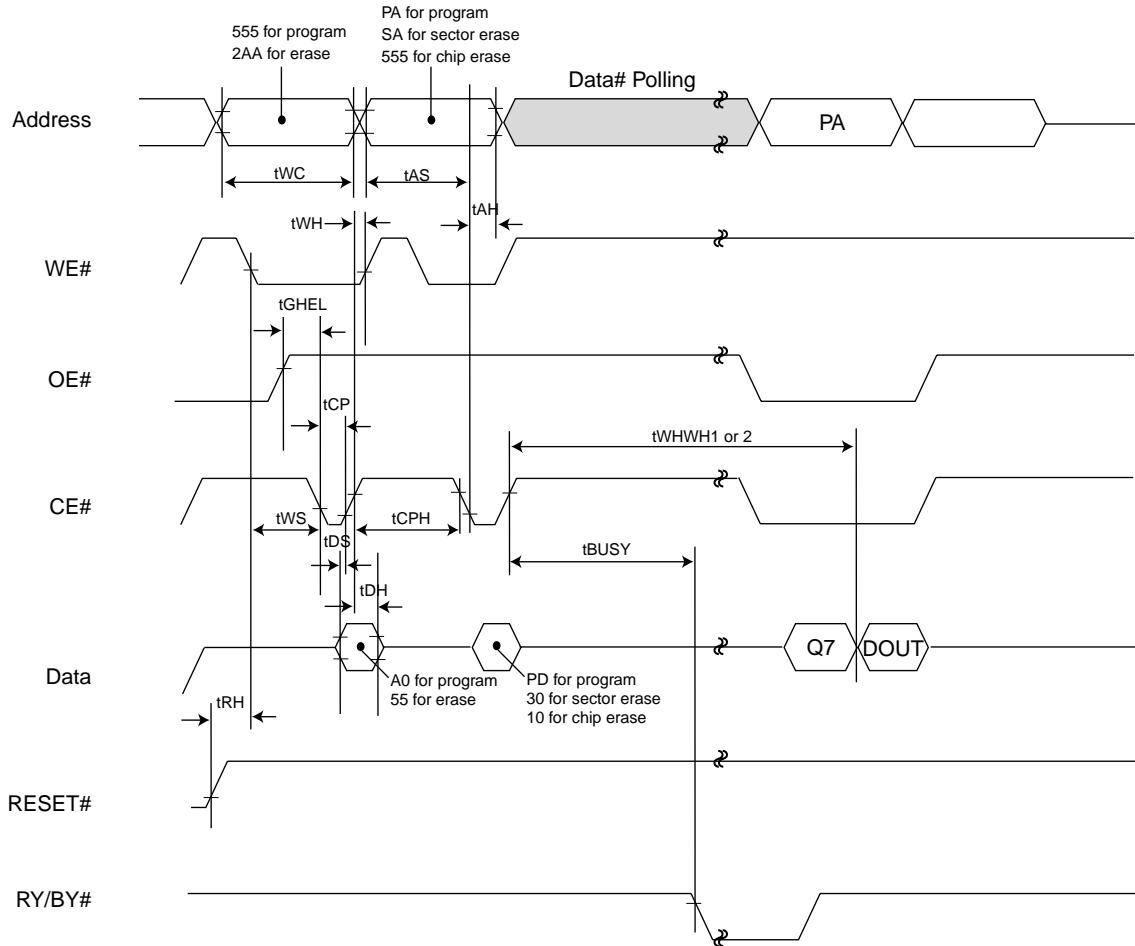 555 for program
2AA for erase
PA for program
SA for sector erase
555 for chip erase
Data# Polling
Address
PA
tWC
tAS
tAH
tWH
WE#
tGHEL
OE#
tCP
tWHWH1 or 2
CE#
tWS
tCPH
tDS
tBUSY
tDH
Data
Q7
DOUT
A0 for program
55 for erase
PD for program
30 for sector erase
10 for chip erase
tRH
RESET#
RY/BY#